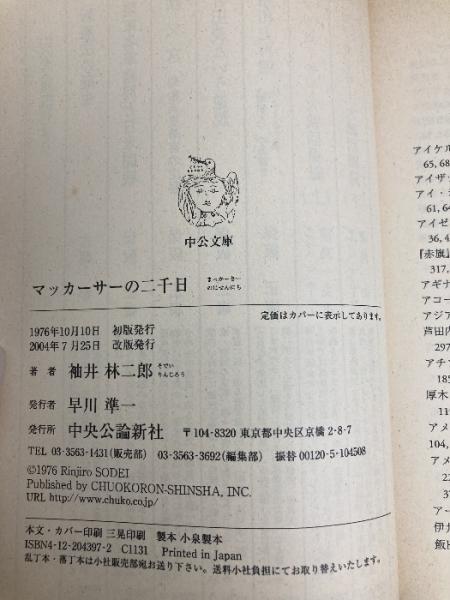 中公文庫
マッカーサーの二千日 まっかーさーのにせんにち
定価はカバーに表示してあります。
1976年10月10日 初版発行
2004年7月25日 改版発行
著者 袖井 林二郎 そでい りんじろう
発行者 早川 準一
発行所 中央公論新社 〒104-8320 東京都中央区京橋 2-8-7
TEL 03-3563-1431(販売部) 03-3563-3692(編集部) 振替 00120-5-104508
©1976 Rinjiro SODEI
Published by CHUOKORON-SHINSHA, INC.
URL http://www.chuko.co.jp/
本文・カバー印刷 三晃印刷 製本 小泉製本
ISBN4-12-204397-2 C1131 Printed in Japan
乱丁本・落丁本は小社販売部宛お送り下さい。送料小社負担にてお取り替えいたします。
アイケル
65, 68
アイザッ
アイ・
61, 64
アイゼ
36, 4
『赤旗』
317,
アギナ
アコー
アジア
芦田内
297
アチ
185
厚木
11
アメ
104,
アメ
23
37
アー
伊
飯